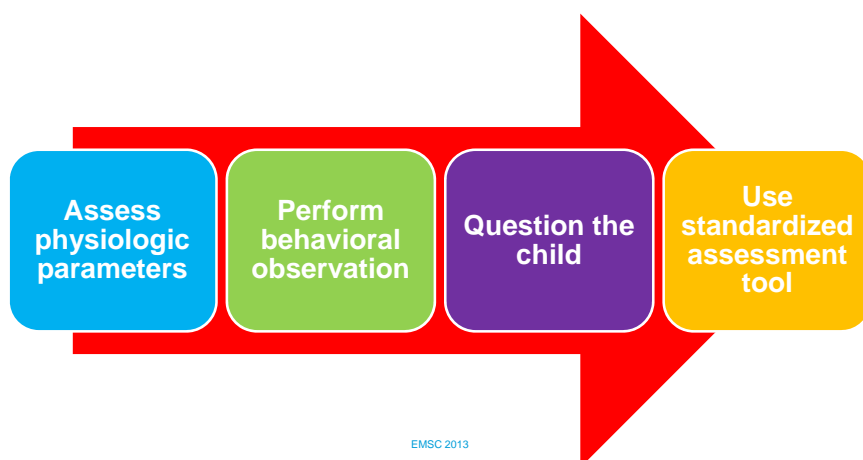 Assess
physiologic
parameters
Perform
behavioral
observation
Question the
child
Use
standardized
assessment
tool
EMSC 2013